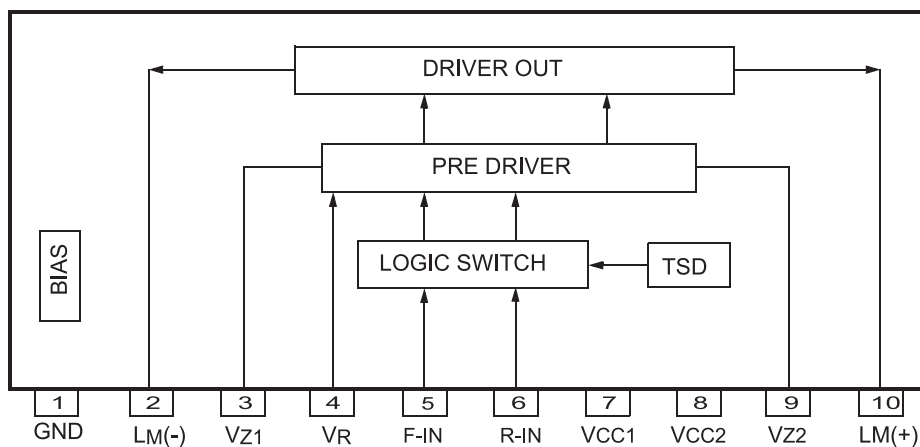 DRIVER OUT
PRE DRIVER
LOGIC SWITCH
TSD
BIAS
1 2 3 4 5 6 7 8 9 10
GND LM(-) VZ1 VR F-IN R-IN VCC1 VCC2 VZ2 LM(+)